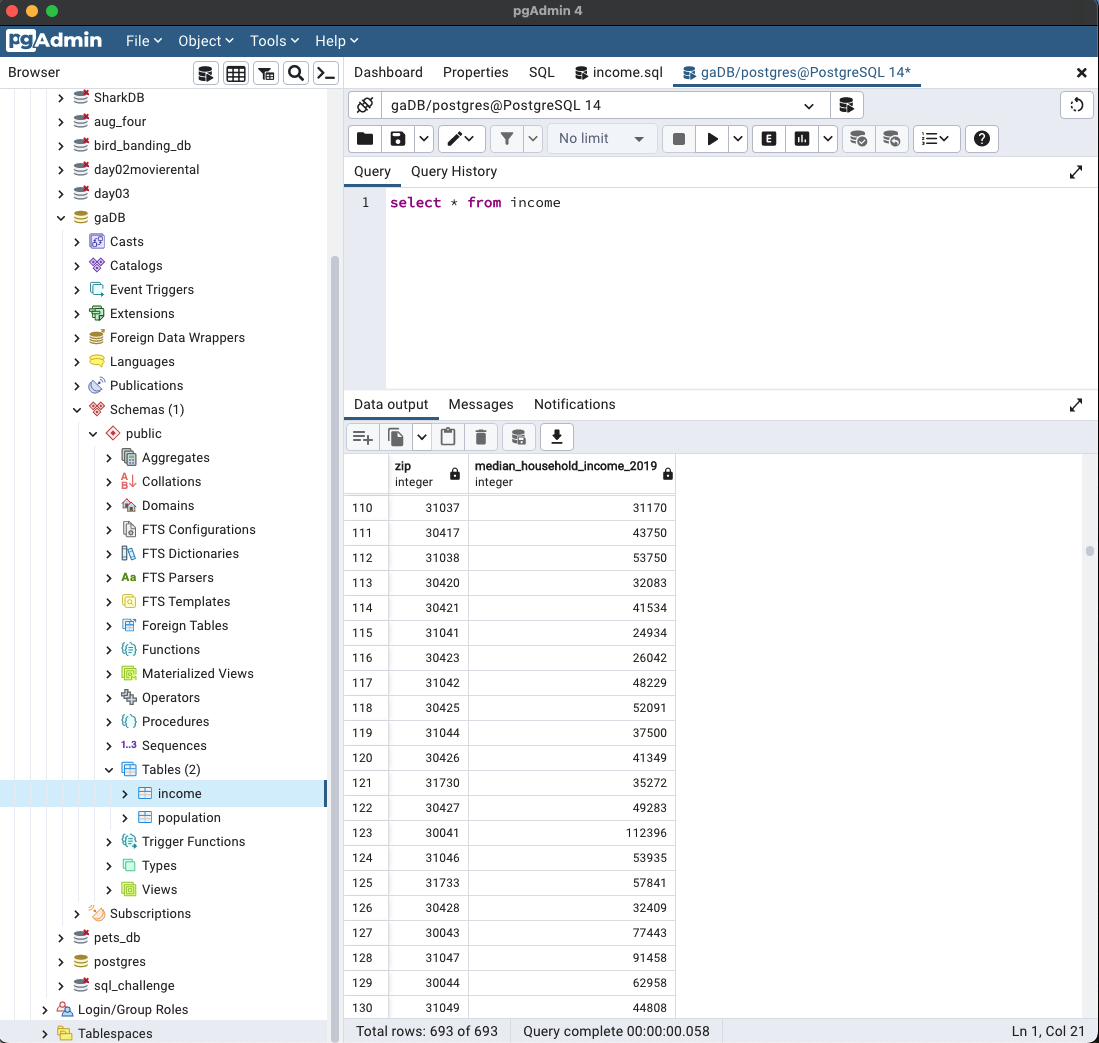 pgAdmin 4
pgAdmin File Object Tools Help
Browser
Dashboard Properties SQL income.sql gaDB/postgres@PostgreSQL 14*
SharkDB
aug_four
bird_banding_db
day02movierental
day03
gaDB
Casts
Catalogs
Event Triggers
Extensions
Foreign Data Wrappers
Languages
Publications
Schemas (1)
public
Aggregates
Collations
Domains
FTS Configurations
FTS Dictionaries
Aa FTS Parsers
FTS Templates
Foreign Tables
Functions
Materialized Views
Operators
Procedures
1..3 Sequences
Tables (2)
income
population
Trigger Functions
Types
Views
Subscriptions
pets_db
postgres
sql_challenge
Login/Group Roles
Tablespaces
gaDB/postgres@PostgreSQL 14
No limit E
Query Query History
1 select * from income
Data output Messages Notifications
zip median_household_income_2019
integer integer
110 31037 31170
111 30417 43750
112 31038 53750
113 30420 32083
114 30421 41534
115 31041 24934
116 30423 26042
117 31042 48229
118 30425 52091
119 31044 37500
120 30426 41349
121 31730 35272
122 30427 49283
123 30041 112396
124 31046 53935
125 31733 57841
126 30428 32409
127 30043 77443
128 31047 91458
129 30044 62958
130 31049 44808
Total rows: 693 of 693 Query complete 00:00:00.058 Ln 1, Col 21